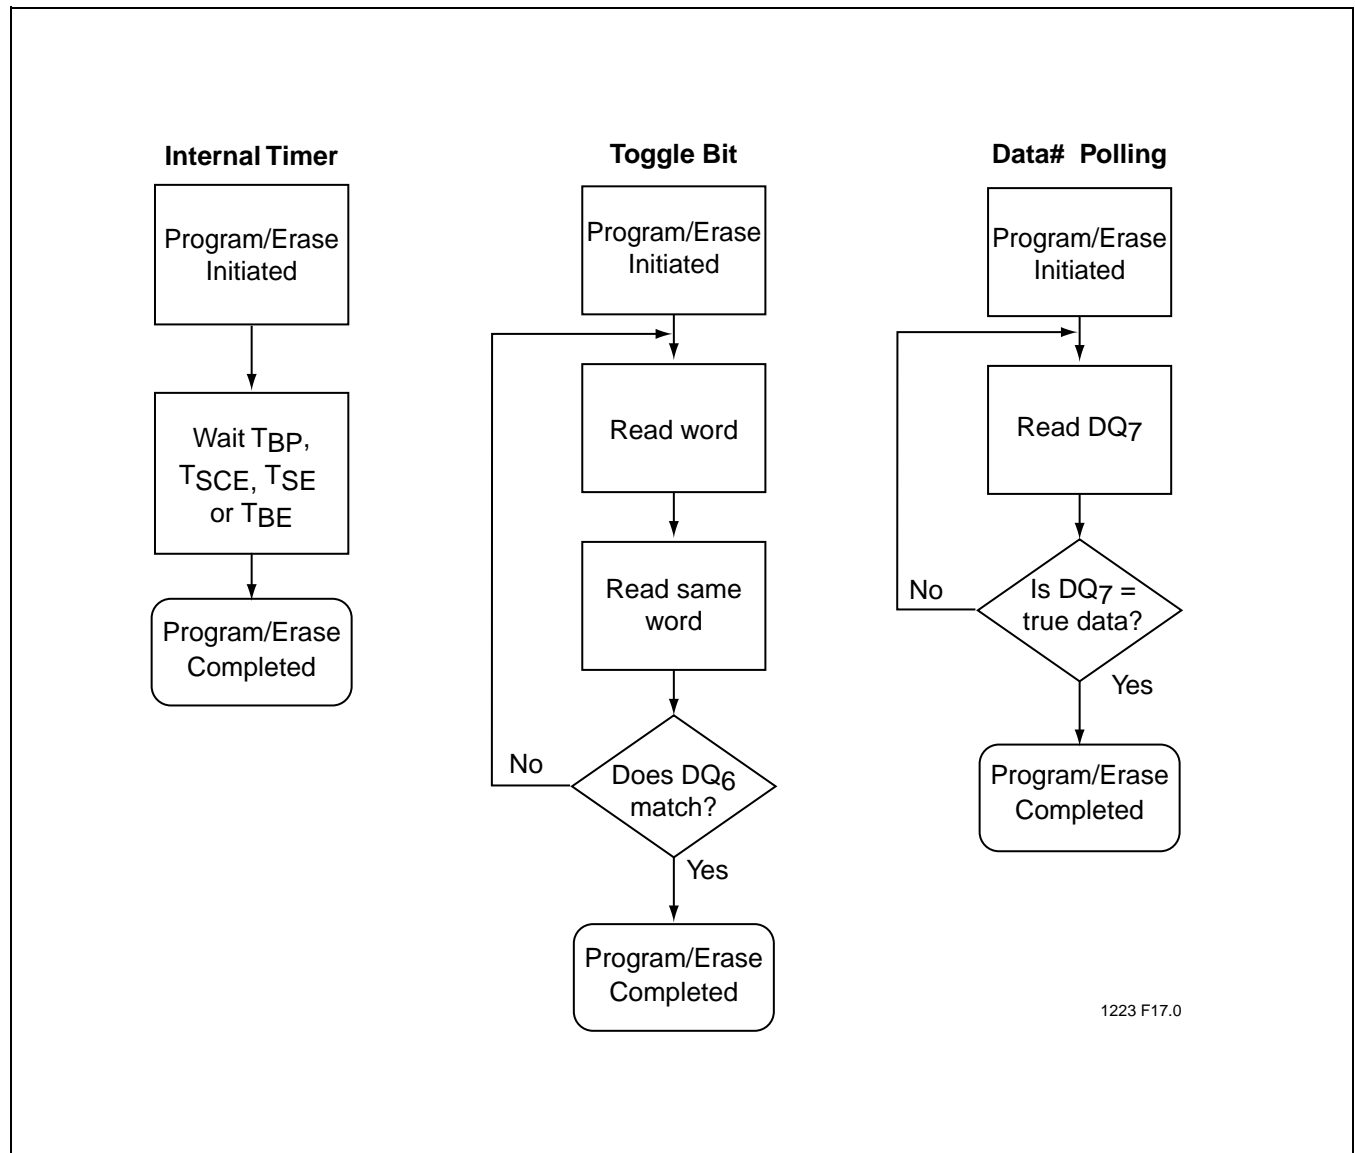 Internal Timer
Program/Erase
Initiated
Wait TBP,
TSCE, TSE
or TBE
Program/Erase
Completed
Toggle Bit
Program/Erase
Initiated
Read word
Read same
word
Does DQ6
match?
No
Yes
Program/Erase
Completed
Data# Polling
Program/Erase
Initiated
Read DQ7
Is DQ7 =
true data?
No
Yes
Program/Erase
Completed
1223 F17.0